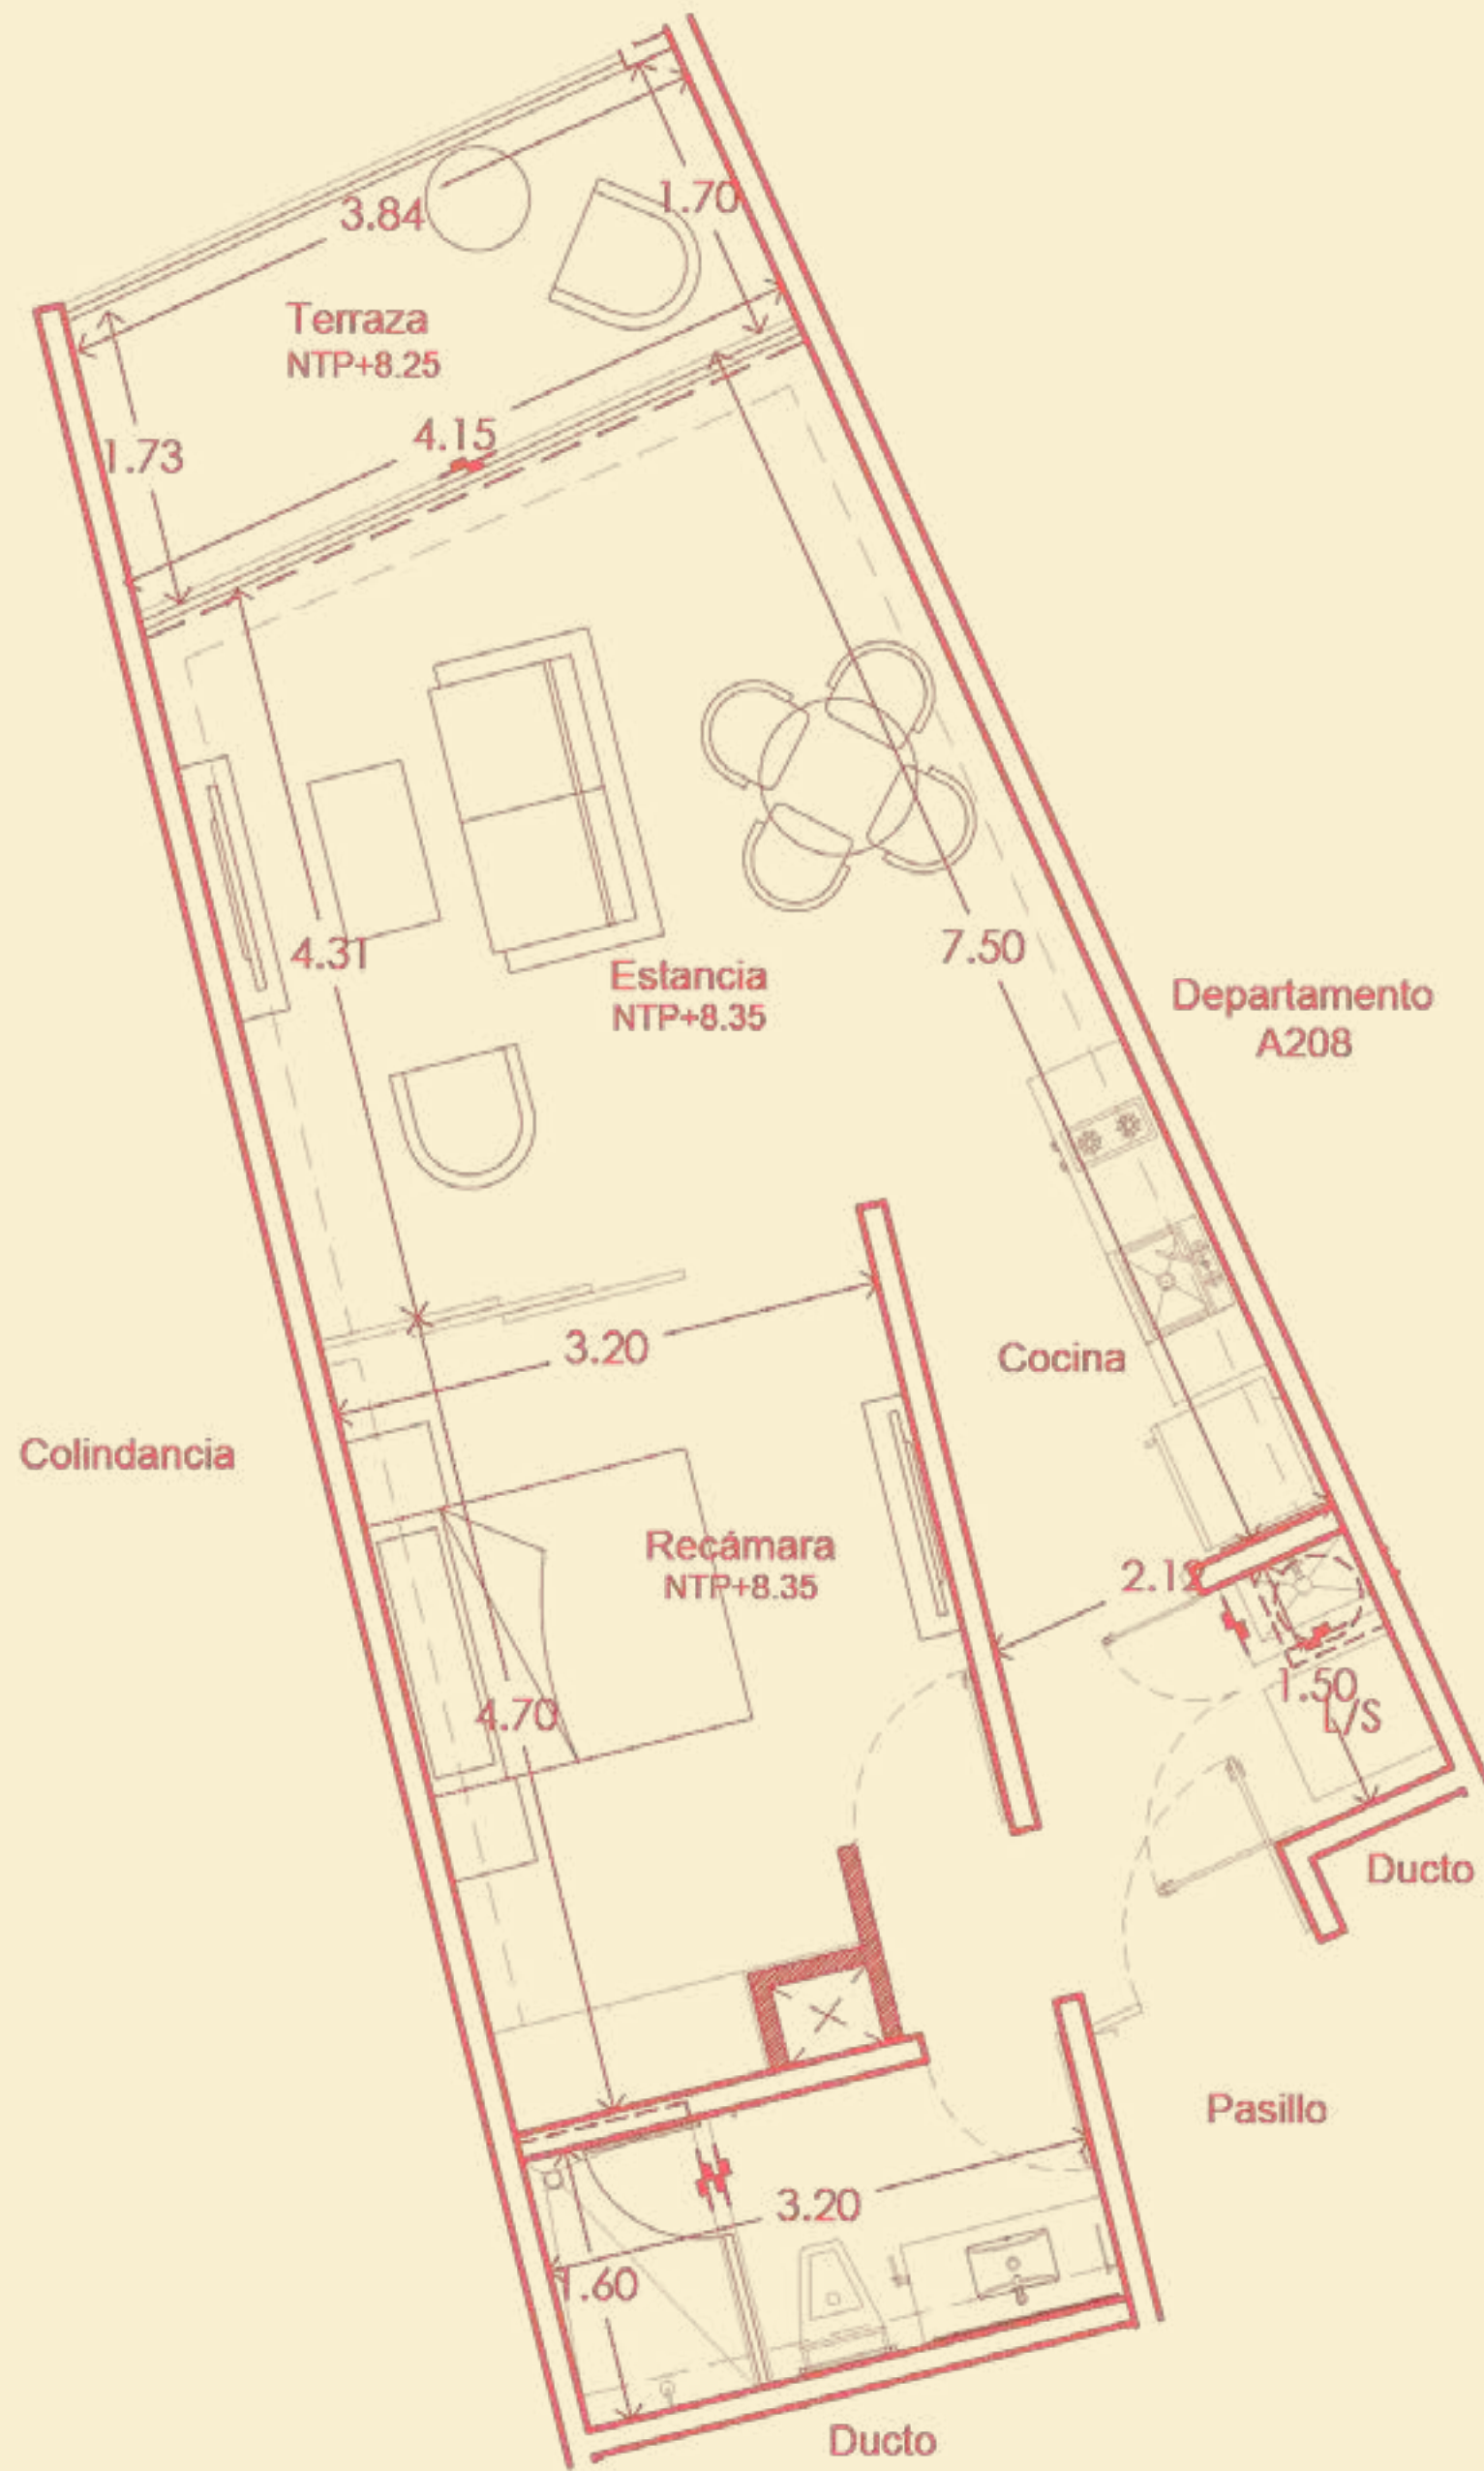 3.84
1.70
Terraza
NTP+8.25
4.15
1.73
4.31
7.50
Estancia
NTP+8.35
Departamento
A208
3.20
Cocina
Colindancia
Recámara
NTP+8.35
2.12
1.50
L/S
4.70
Ducto
Pasillo
3.20
1.60
Ducto